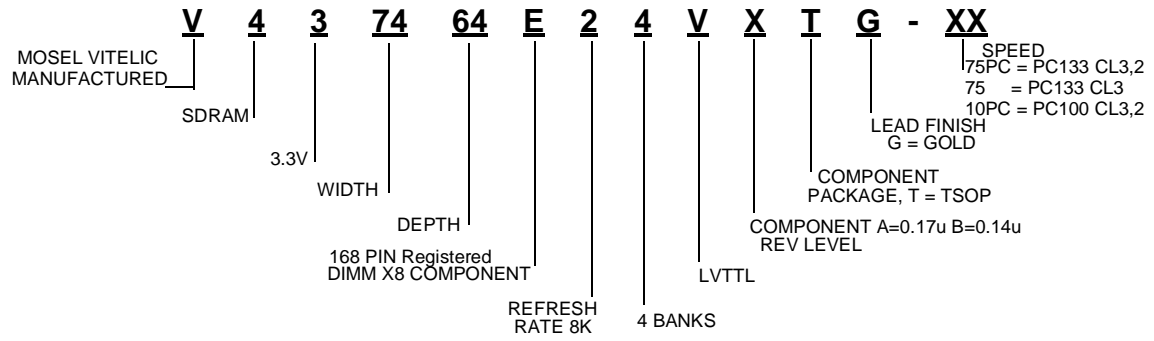 V 4 3 74 64 E 2 4 V X T G - XX
MOSEL VITELIC
MANUFACTURED
SDRAM
3.3V
WIDTH
DEPTH
168 PIN Registered
DIMM X8 COMPONENT
REFRESH
RATE 8K
4 BANKS
LVTTL
COMPONENT A=0.17u B=0.14u
REV LEVEL
COMPONENT
PACKAGE, T = TSOP
LEAD FINISH
G = GOLD
SPEED
75PC = PC133 CL3,2
75 = PC133 CL3
10PC = PC100 CL3,2